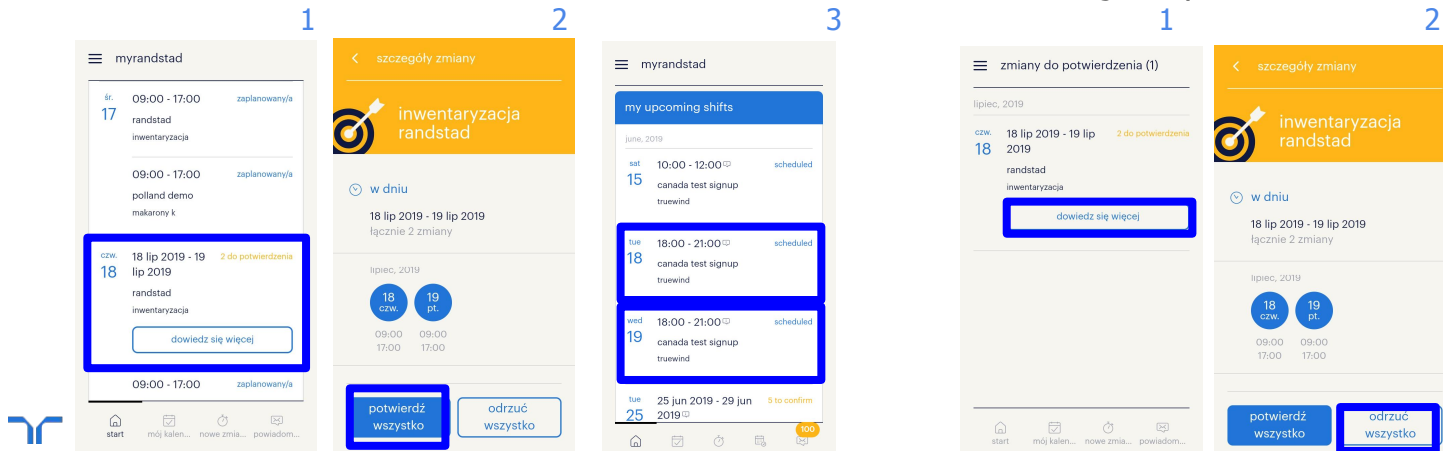 1
myrandstad
śr.
17
09:00 - 17:00
zaplanowany/a
randstad
inwentaryzacja
09:00 - 17:00
zaplanowany/a
polland demo
makarony k
czw.
18
18 lip 2019 - 19
lip 2019
2 do potwierdzenia
randstad
inwentaryzacja
dowiedz się więcej
09:00 - 17:00
zaplanowany/a
start
mój kalen...
nowe zmia...
powiadom...
2
szczegóły zmiany
inwentaryzacja
randstad
w dniu
18 lip 2019 - 19 lip 2019
łącznie 2 zmiany
lipiec, 2019
18
czw.
19
pt.
09:00
17:00
09:00
17:00
potwierdź
wszystko
odrzuć
wszystko
3
myrandstad
my upcoming shifts
june, 2019
sat
15
10:00 - 12:00
scheduled
canada test signup
truewind
tue
18
18:00 - 21:00
scheduled
canada test signup
truewind
wed
19
18:00 - 21:00
scheduled
canada test signup
truewind
tue
25
25 jun 2019 - 29 jun
2019
5 to confirm
100
1
zmiany do potwierdzenia (1)
lipiec, 2019
czw.
18
18 lip 2019 - 19 lip
2019
2 do potwierdzenia
randstad
inwentaryzacja
dowiedz się więcej
start
mój kalen...
nowe zmia...
powiadom...
2
szczegóły zmiany
inwentaryzacja
randstad
w dniu
18 lip 2019 - 19 lip 2019
łącznie 2 zmiany
lipiec, 2019
18
czw.
19
pt.
09:00
17:00
09:00
17:00
potwierdź
wszystko
odrzuć
wszystko